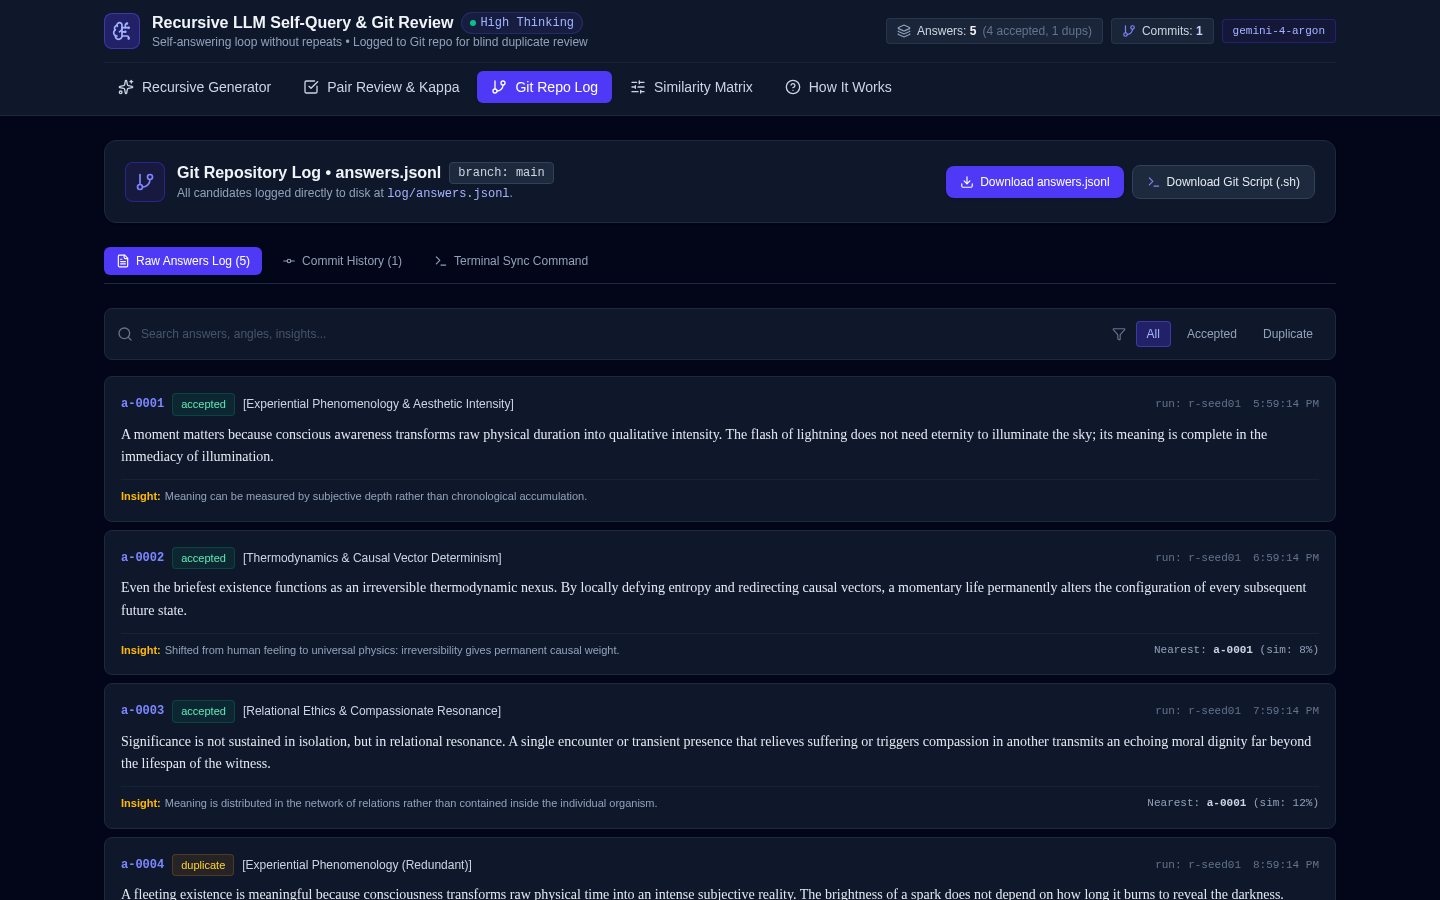 Recursive LLM Self-Query & Git Review
High Thinking
Self-answering loop without repeats • Logged to Git repo for blind duplicate review
Answers: 5 (4 accepted, 1 dups)
Commits: 1
gemini-4-argon
Recursive Generator
Pair Review & Kappa
Git Repo Log
Similarity Matrix
How It Works
Git Repository Log • answers.jsonl
branch: main
All candidates logged directly to disk at log/answers.jsonl.
Download answers.jsonl
Download Git Script (.sh)
Raw Answers Log (5)
Commit History (1)
Terminal Sync Command
Search answers, angles, insights...
All
Accepted
Duplicate
a-0001 accepted [Experiential Phenomenology & Aesthetic Intensity]
run: r-seed01 5:59:14 PM
A moment matters because conscious awareness transforms raw physical duration into qualitative intensity. The flash of lightning does not need eternity to illuminate the sky; its meaning is complete in the
immediacy of illumination.
Insight: Meaning can be measured by subjective depth rather than chronological accumulation.
a-0002 accepted [Thermodynamics & Causal Vector Determinism]
run: r-seed01 6:59:14 PM
Even the briefest existence functions as an irreversible thermodynamic nexus. By locally defying entropy and redirecting causal vectors, a momentary life permanently alters the configuration of every subsequent
future state.
Insight: Shifted from human feeling to universal physics: irreversibility gives permanent causal weight.
Nearest: a-0001 (sim: 8%)
a-0003 accepted [Relational Ethics & Compassionate Resonance]
run: r-seed01 7:59:14 PM
Significance is not sustained in isolation, but in relational resonance. A single encounter or transient presence that relieves suffering or triggers compassion in another transmits an echoing moral dignity far beyond
the lifespan of the witness.
Insight: Meaning is distributed in the network of relations rather than contained inside the individual organism.
Nearest: a-0001 (sim: 12%)
a-0004 duplicate [Experiential Phenomenology (Redundant)]
run: r-seed01 8:59:14 PM
A fleeting existence is meaningful because consciousness transforms raw physical time into an intense subjective reality. The brightness of a spark does not depend on how long it burns to reveal the darkness.